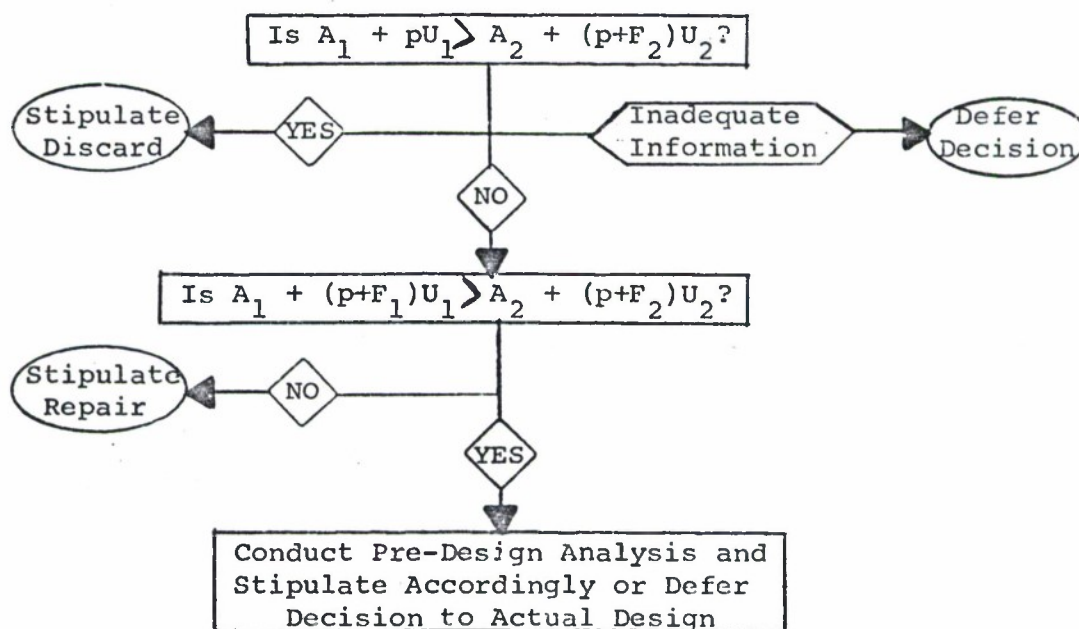 Is A₁ + pU₁ > A₂ + (p+F₂)U₂?
Stipulate
Discard
YES
Inadequate
Information
Defer
Decision
NO
Is A₁ + (p+F₁)U₁ > A₂ + (p+F₂)U₂?
Stipulate
Repair
NO
YES
Conduct Pre-Design Analysis and
Stipulate Accordingly or Defer
Decision to Actual Design